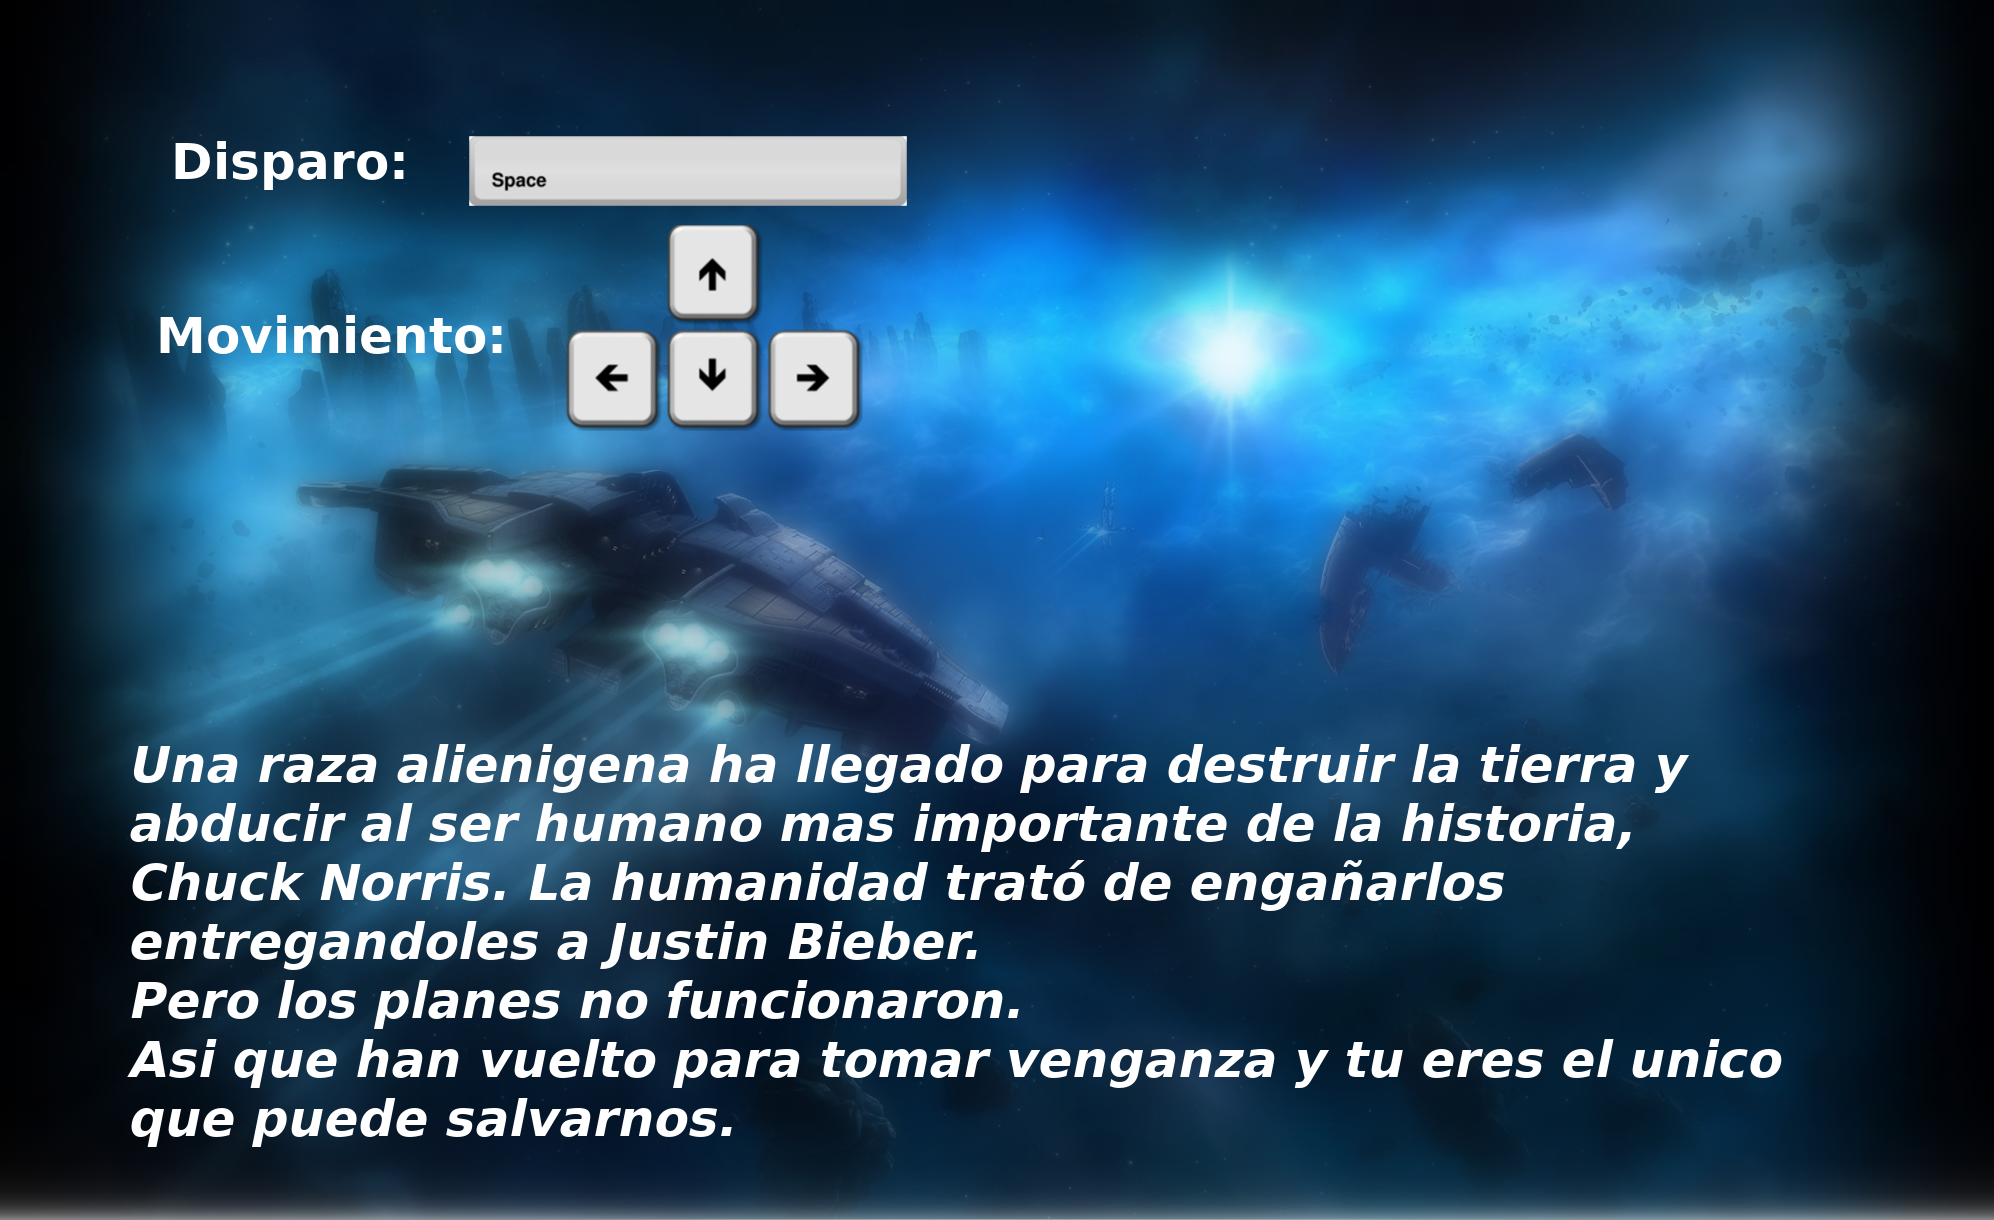 Disparo:
Space
Movimiento:
Una raza alienigena ha llegado para destruir la tierra y
abducir al ser humano mas importante de la historia,
Chuck Norris. La humanidad trató de engañarlos
entregandoles a Justin Bieber.
Pero los planes no funcionaron.
Asi que han vuelto para tomar venganza y tu eres el unico
que puede salvarnos.